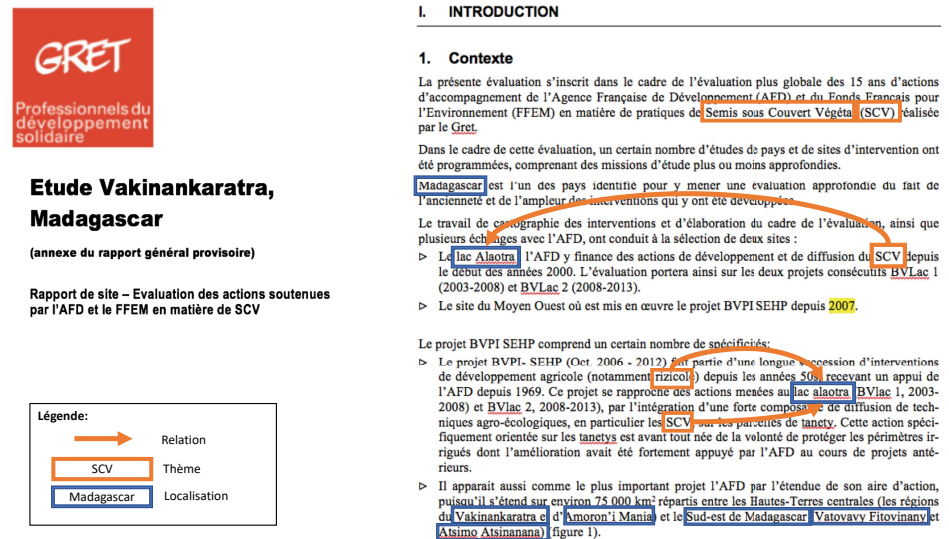 GRET
Professionnels du
développement
solidaire
Etude Vakinankaratra,
Madagascar
(annexe du rapport général provisoire)
Rapport de site – Evaluation des actions soutenues
par l'AFD et le FFEM en matière de SCV
Légende:
Relation
SCV Thème
Madagascar Localisation
I. INTRODUCTION
1. Contexte
La présente évaluation s'inscrit dans le cadre de l'évaluation plus globale des 15 ans d'actions
d'accompagnement de l'Agence Française de Développement (AFD) et du Fonds Français pour
l'Environnement (FFEM) en matière de pratiques de Semis sous Couvert Végétal (SCV) réalisée
par le Gret.
Dans le cadre de cette évaluation, un certain nombre d'études de pays et de sites d'intervention ont
été programmées, comprenant des missions d'étude plus ou moins approfondies.
Madagascar est l'un des pays identifié pour y mener une évaluation approfondie du fait de
l'ancienneté et de l'ampleur des interventions qui y ont été développées.
Le travail de cartographie des interventions et d'élaboration du cadre de l'évaluation, ainsi que
plusieurs échanges avec l'AFD, ont conduit à la sélection de deux sites :
▷ Le lac Alaotra l'AFD y finance des actions de développement et de diffusion du SCV depuis
le début des années 2000. L'évaluation portera ainsi sur les deux projets consécutifs BVLac 1
(2003-2008) et BVLac 2 (2008-2013).
▷ Le site du Moyen Ouest où est mis en œuvre le projet BVPI SEHP depuis 2007.
Le projet BVPI SEHP comprend un certain nombre de spécificités:
▷ Le projet BVPI- SEHP (Oct. 2006 - 2012) fait partie d'une longue succession d'interventions
de développement agricole (notamment rizicole) depuis les années 50s, recevant un appui de
l'AFD depuis 1969. Ce projet se rapproche des actions menées au lac alaotra (BVlac 1, 2003-
2008) et BVlac 2, 2008-2013), par l'intégration d'une forte composante de diffusion de tech-
niques agro-écologiques, en particulier les SCV sur les parcelles de tanety. Cette action spéci-
fiquement orientée sur les tanetys est avant tout née de la volonté de protéger les périmètres ir-
rigués dont l'amélioration avait été fortement appuyé par l'AFD au cours de projets anté-
rieurs.
▷ Il apparait aussi comme le plus important projet l'AFD par l'étendue de son aire d'action,
puisqu'il s'étend sur environ 75 000 km² répartis entre les Hautes-Terres centrales (les régions
du Vakinankaratra et d'Amoron'i Mania) et le Sud-est de Madagascar (Vatovavy Fitovinany et
Atsimo Atsinanana) (figure 1).